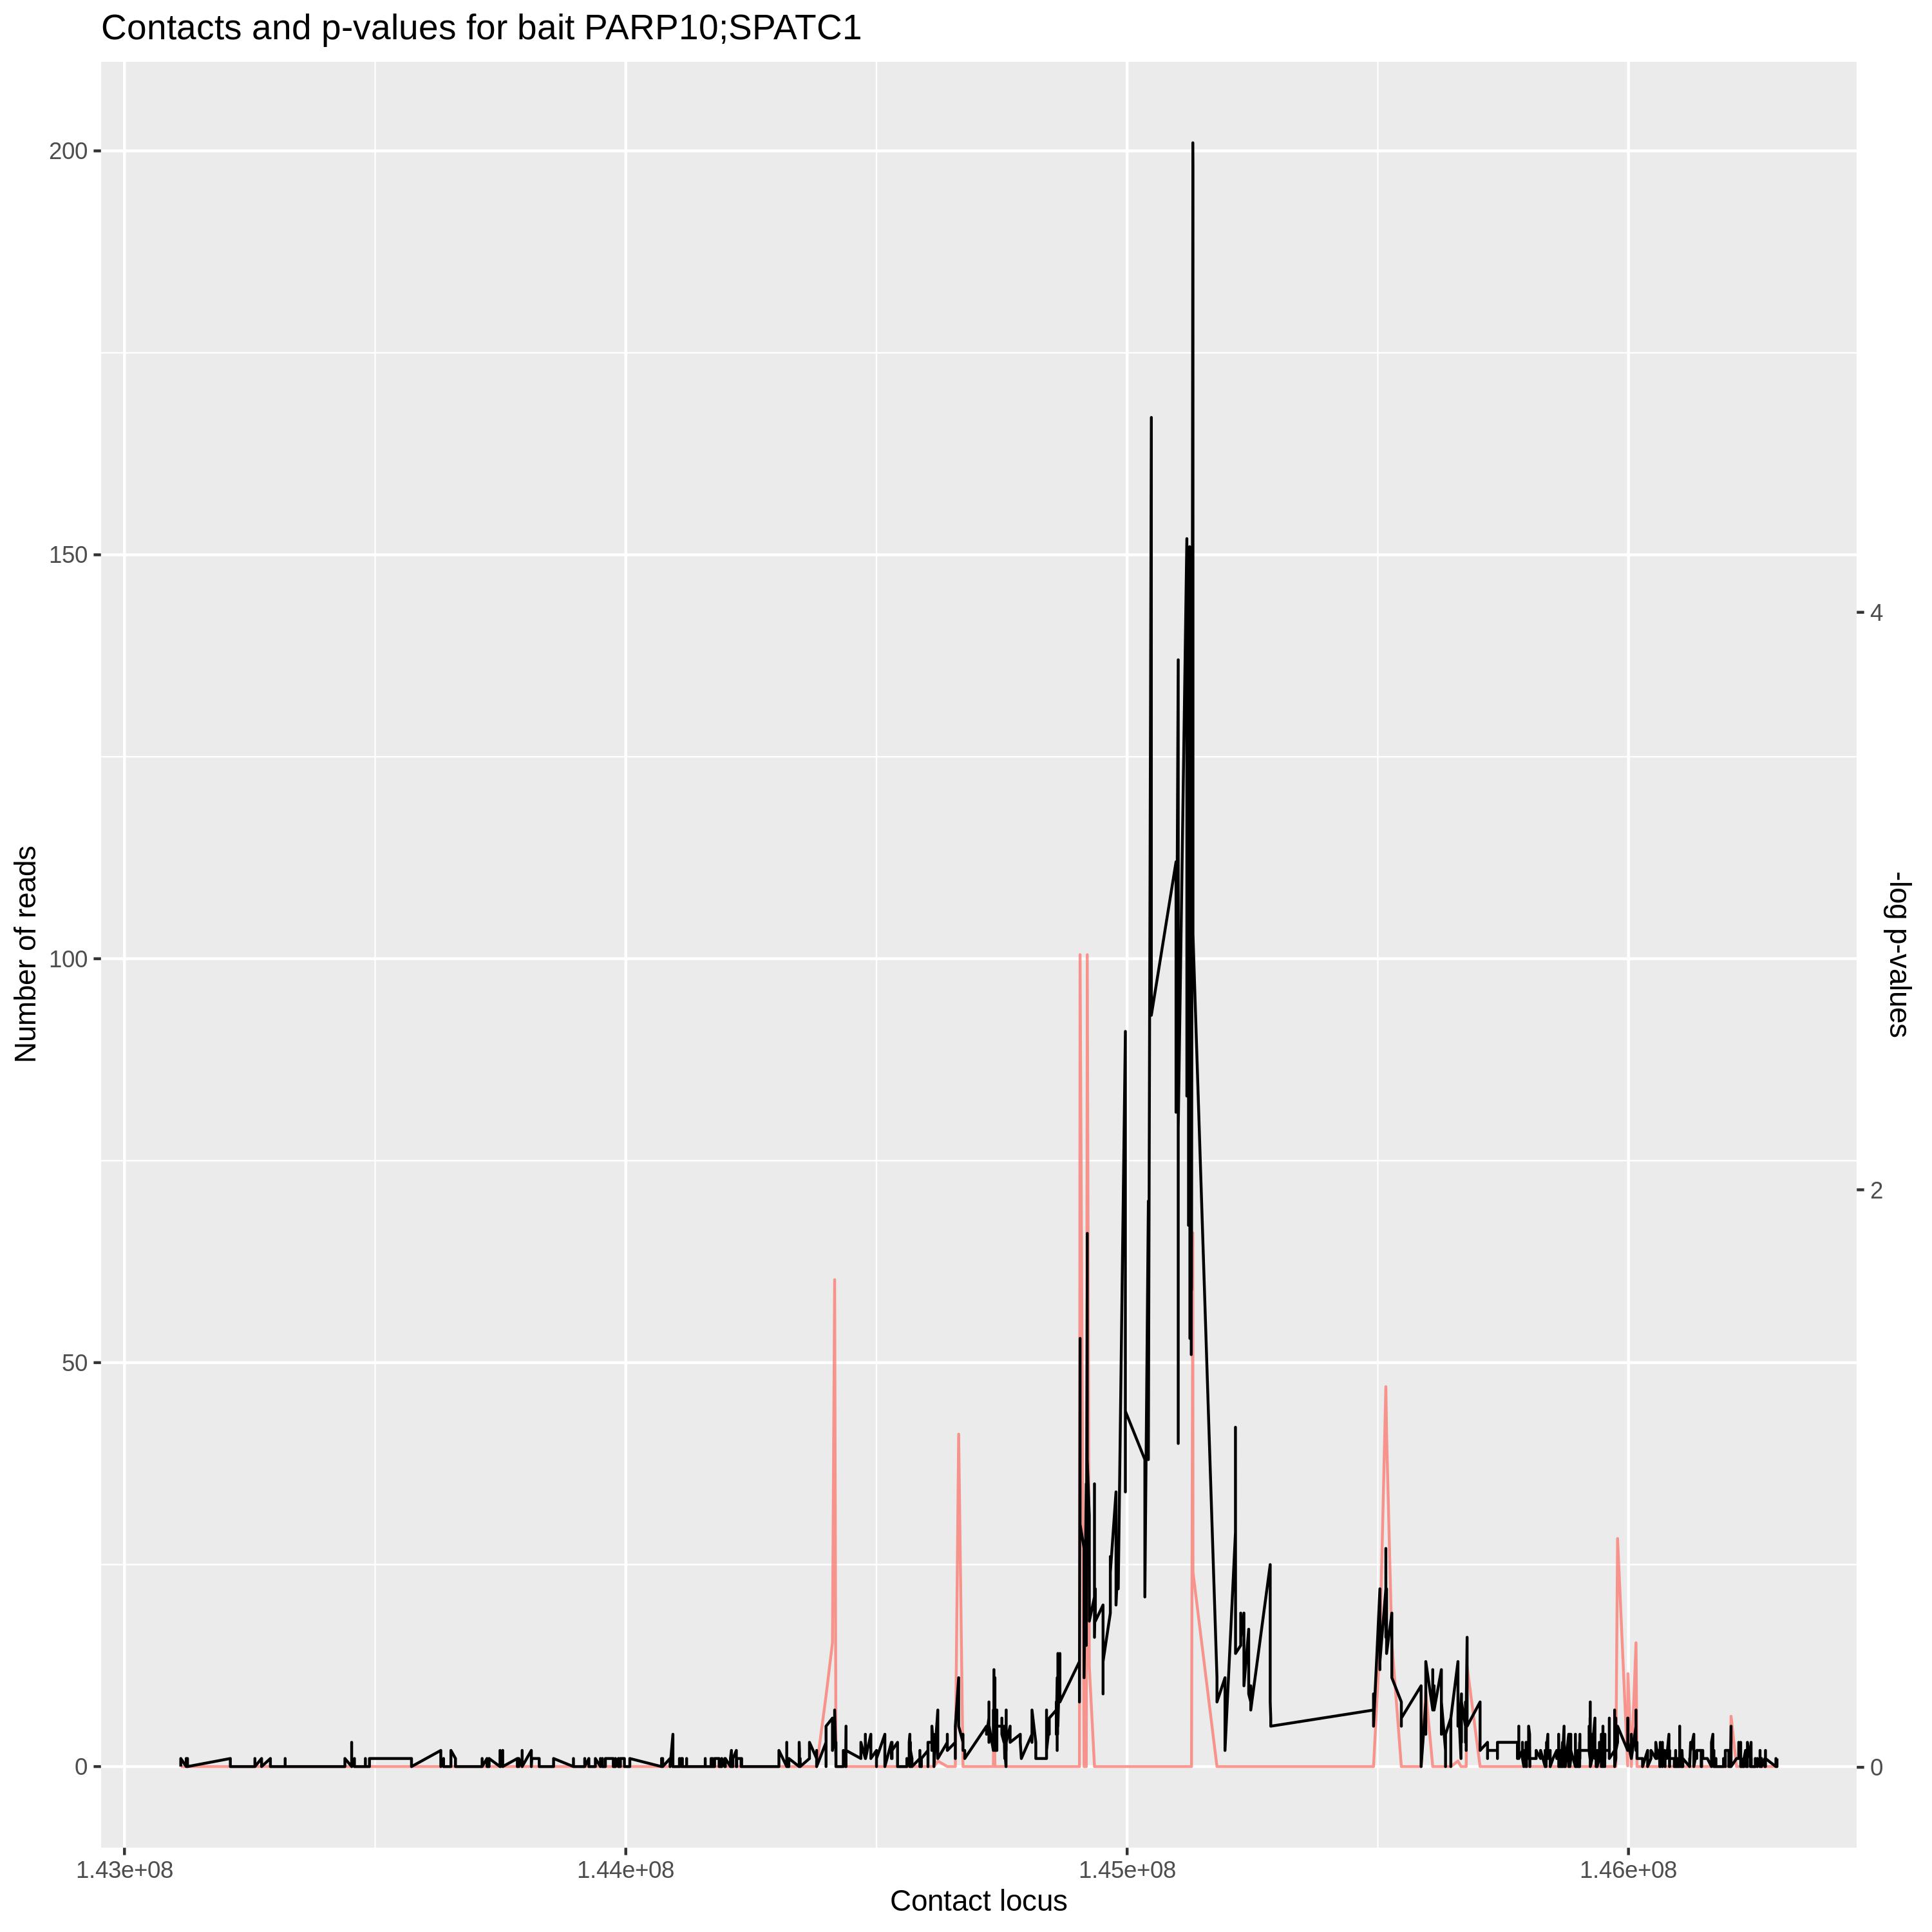 Contacts and p-values for bait PARP10;SPATC1
200
150
100
50
0
Number of reads
4
2
0
-log p-values
1.43e+08
1.44e+08
1.45e+08
1.46e+08
Contact locus